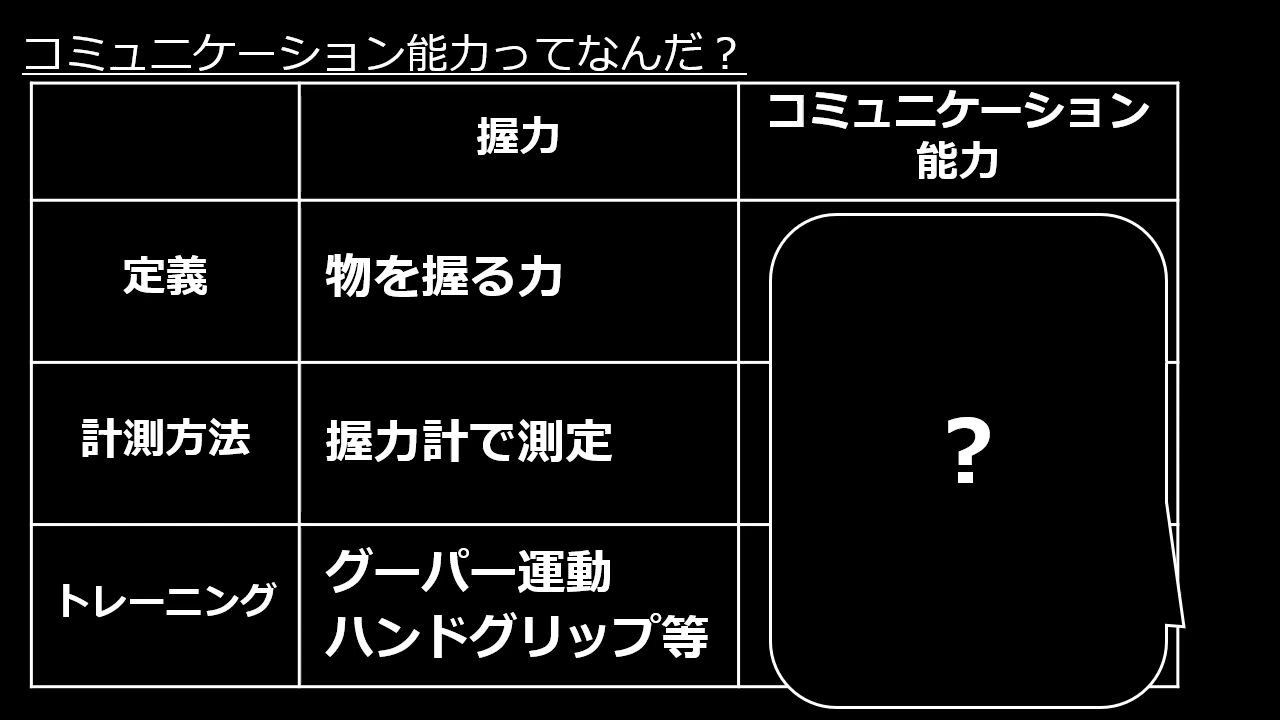 コミュニケーション能力ってなんだ？
握力
コミュニケーション
能力
定義
物を握る力
計測方法
握力計で測定
?
トレーニング
グーパー運動
ハンドグリップ等